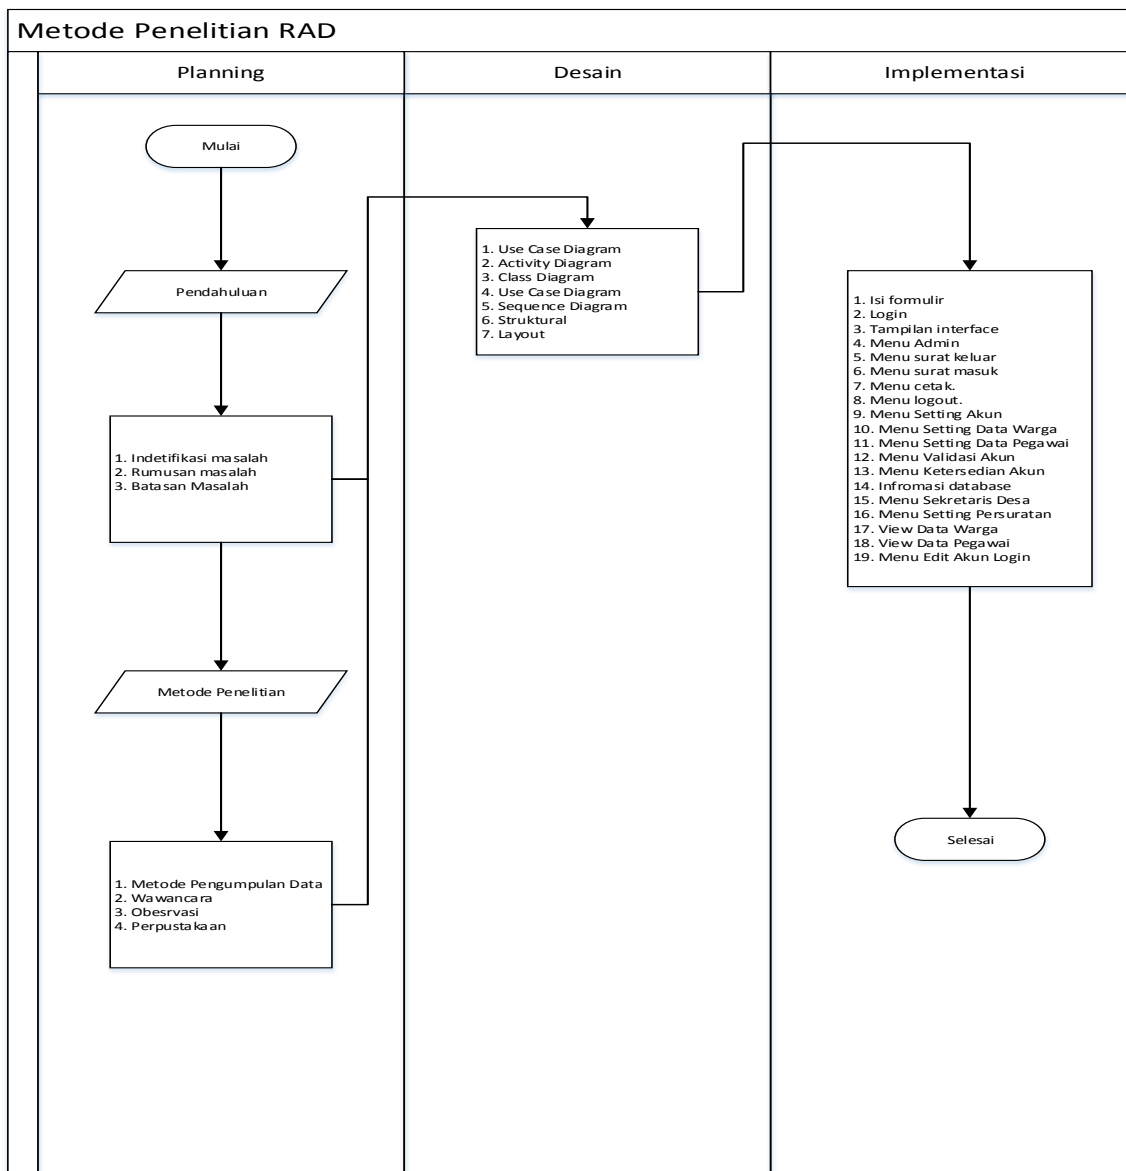 Metode Penelitian RAD
Planning
Desain
Implementasi
Mulai
Pendahuluan
1. Indetifikasi masalah
2. Rumusan masalah
3. Batasan Masalah
Metode Penelitian
1. Metode Pengumpulan Data
2. Wawancara
3. Obesrvasi
4. Perpustakaan
1. Use Case Diagram
2. Activity Diagram
3. Class Diagram
4. Use Case Diagram
5. Sequence Diagram
6. Struktural
7. Layout
1. Isi formulir
2. Login
3. Tampilan interface
4. Menu Admin
5. Menu surat keluar
6. Menu surat masuk
7. Menu cetak.
8. Menu logout.
9. Menu Setting Akun
10. Menu Setting Data Warga
11. Menu Setting Data Pegawai
12. Menu Validasi Akun
13. Menu Ketersedian Akun
14. Infromasi database
15. Menu Sekretaris Desa
16. Menu Setting Persuratan
17. View Data Warga
18. View Data Pegawai
19. Menu Edit Akun Login
Selesai